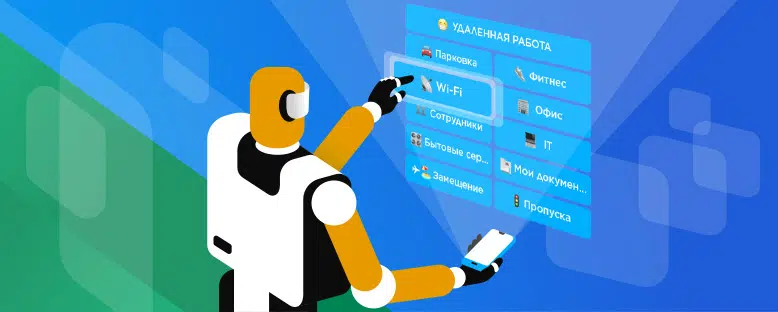 УДАЛЕННАЯ РАБОТА
Парковка
Фитнес
Wi-Fi
Офис
Сотрудники
IT
Бытовые сер...
Мои докумен...
Замещение
Пропуска